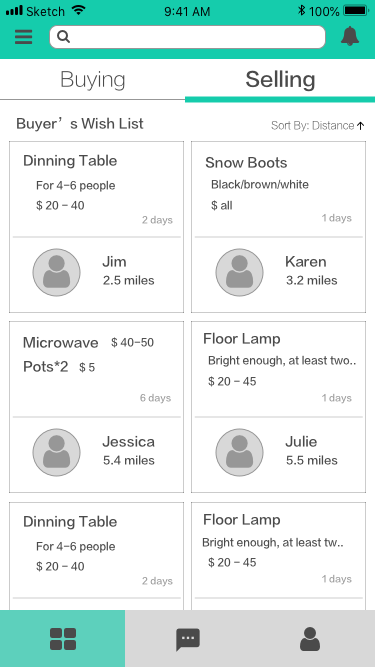 Sketch 9:41 AM 100%
Buying Selling
Buyer’s Wish List Sort By: Distance
Dinning Table
For 4-6 people
$ 20 - 40
2 days
Jim
2.5 miles
Snow Boots
Black/brown/white
$ all
1 days
Karen
3.2 miles
Microwave $ 40-50
Pots*2 $ 5
6 days
Jessica
5.4 miles
Floor Lamp
Bright enough, at least two..
$ 20 - 45
1 days
Julie
5.5 miles
Dinning Table
For 4-6 people
$ 20 - 40
2 days
Floor Lamp
Bright enough, at least tw..
$ 20 - 45
1 days